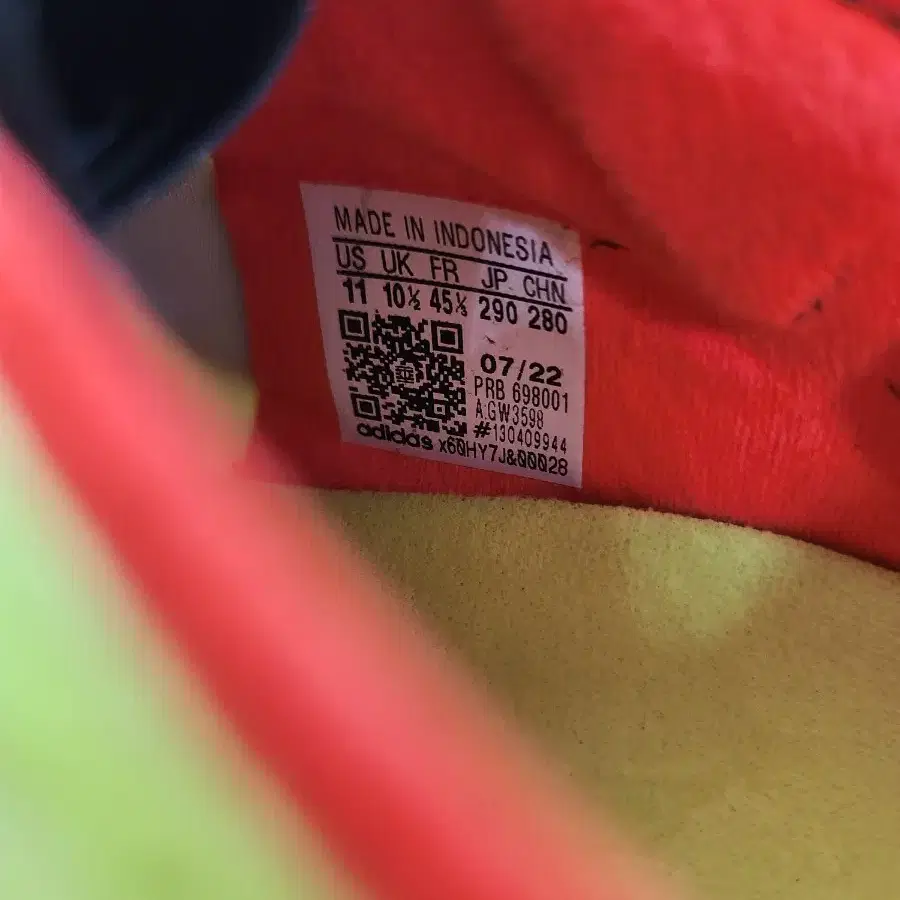 MADE IN INDONESIA
US UK FR JP CHN
11 10½ 45⅓ 290 280
07/22
PRB 698001
A:GW3598
#130409944
adidas x60HY7J&00028